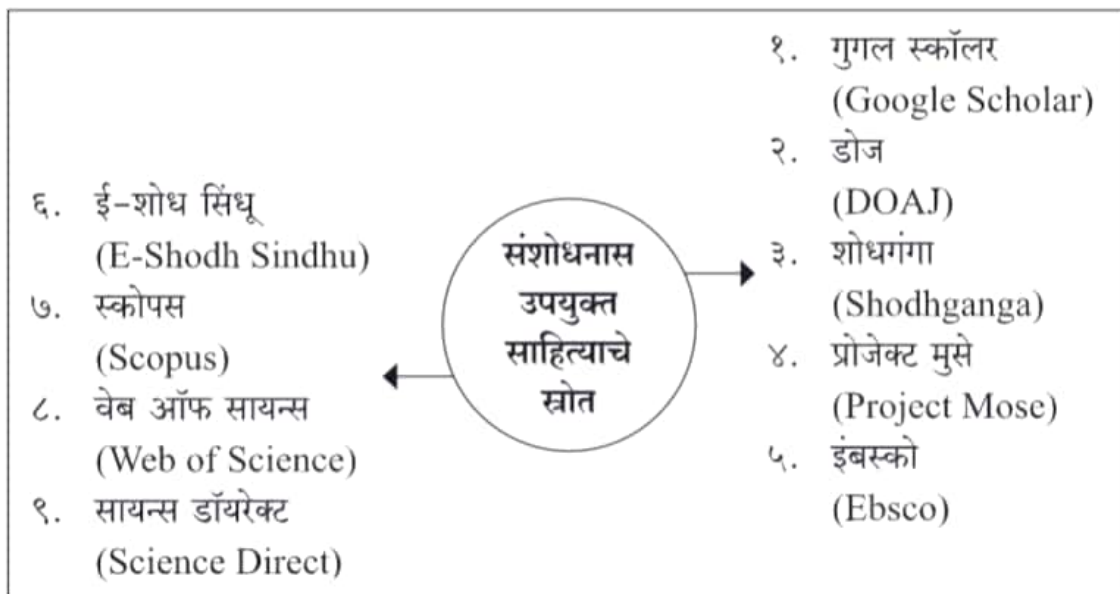 १. गुगल स्कॉलर
(Google Scholar)
२. डोज
(DOAJ)
३. शोधगंगा
(Shodhganga)
४. प्रोजेक्ट मुसे
(Project Mose)
५. इंबस्को
(Ebsco)
संशोधनास
उपयुक्त
साहित्याचे
स्रोत
६. ई-शोध सिंधू
(E-Shodh Sindhu)
७. स्कोपस
(Scopus)
८. वेब ऑफ सायन्स
(Web of Science)
९. सायन्स डॉयरेक्ट
(Science Direct)